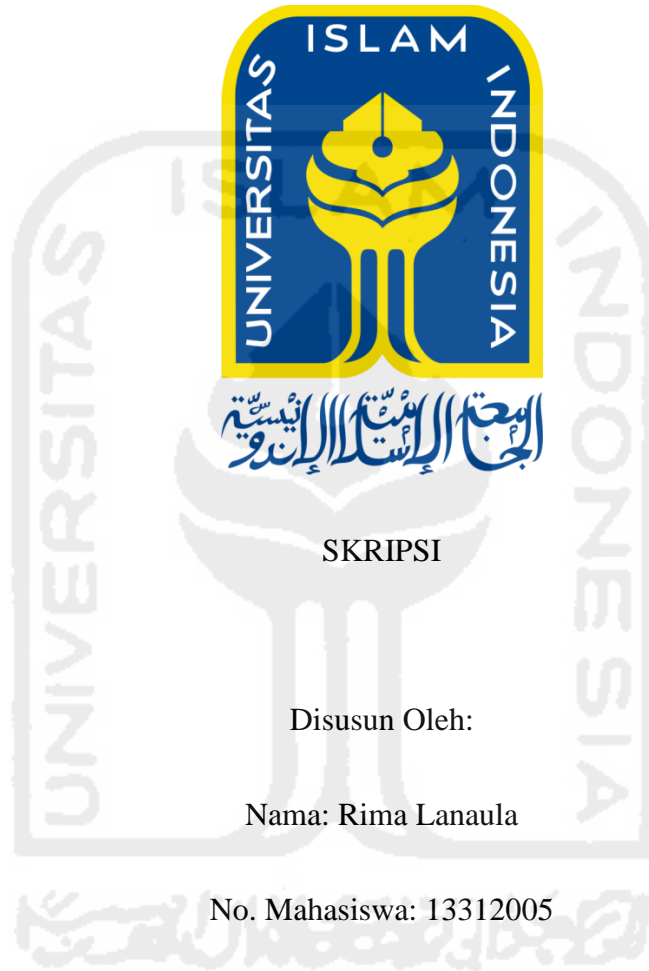 UNIVERSITAS ISLAM INDONESIA
الجامعة الإسلامية الإندونيسية
SKRIPSI
Disusun Oleh:
Nama: Rima Lanaula
No. Mahasiswa: 13312005